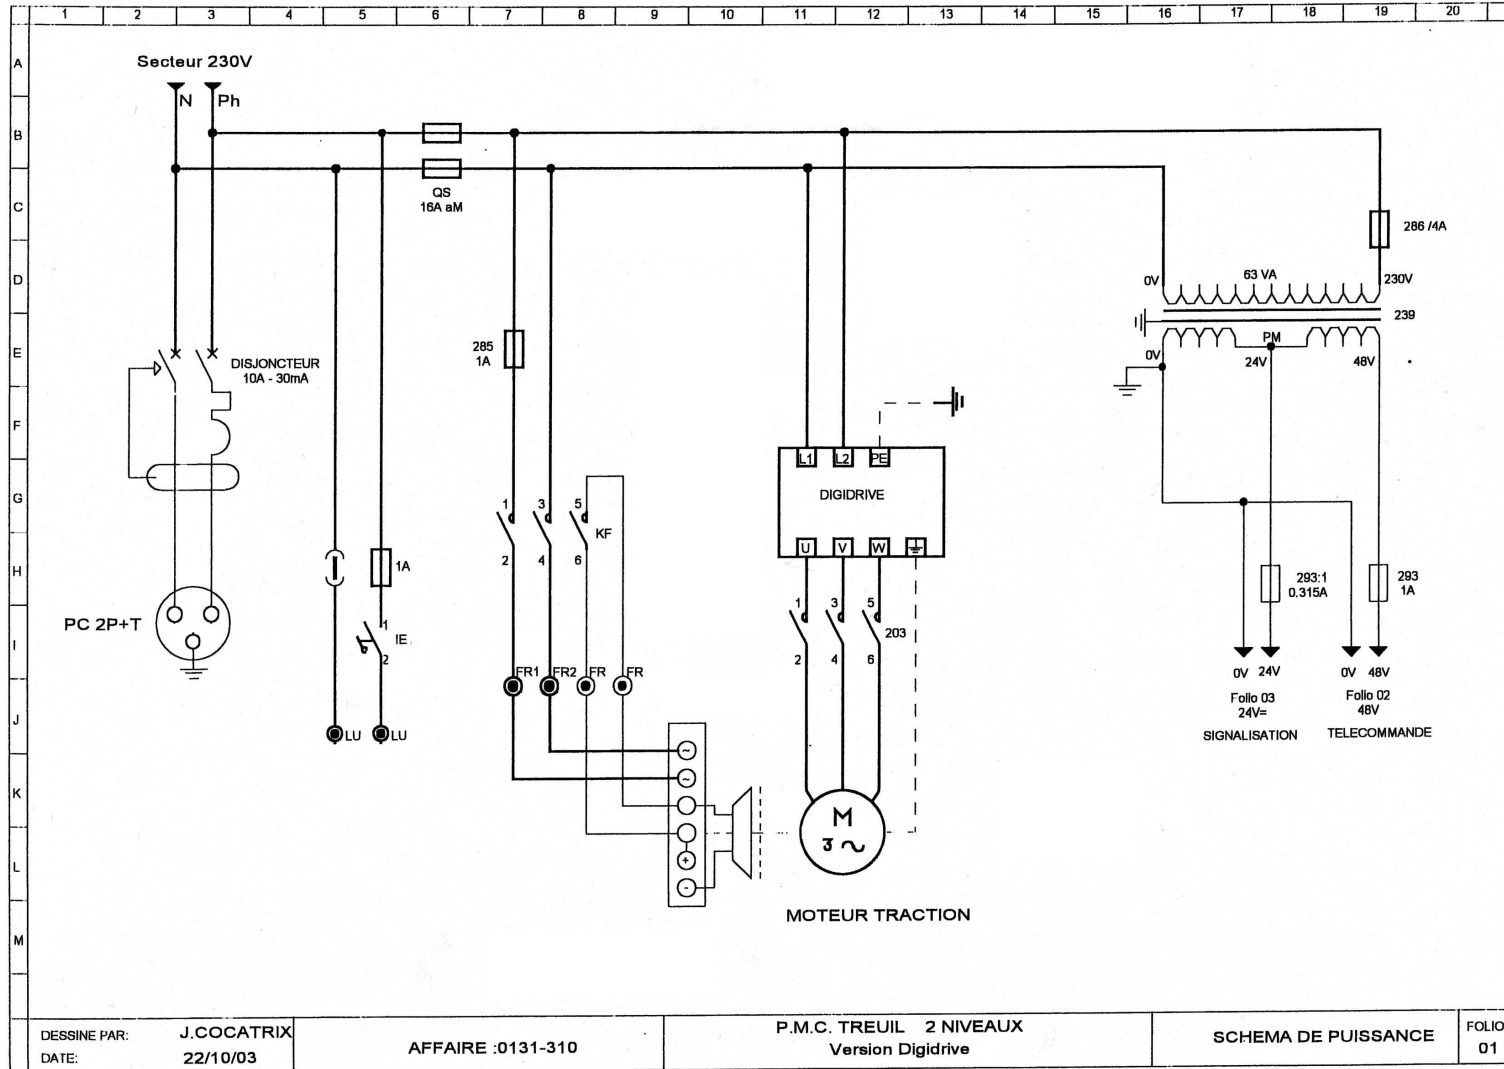 1 2 3 4 5 6 7 8 9 10 11 12 13 14 15 16 17 18 19 20
A
B
C
D
E
F
G
H
I
J
K
L
M
Secteur 230V
N Ph
QS
16A aM
286 /4A
0V 63 VA 230V
239
PM
0V 24V 48V
DISJONCTEUR
10A - 30mA
285
1A
L1 L2 PE
DIGIDRIVE
U V W
1 3 5
KF
2 4 6
1A
PC 2P+T
1
IE
2
1 3 5
203
2 4 6
293:1
0.315A
293
1A
FR1 FR2 FR FR
LU LU
0V 24V
Folio 03
24V=
SIGNALISATION
0V 48V
Folio 02
48V
TELECOMMANDE
~
~
+
-
M
3 ~
MOTEUR TRACTION
DESSINE PAR: J.COCATRIX
DATE: 22/10/03
AFFAIRE :0131-310
P.M.C. TREUIL 2 NIVEAUX
Version Digidrive
SCHEMA DE PUISSANCE
FOLIO
01